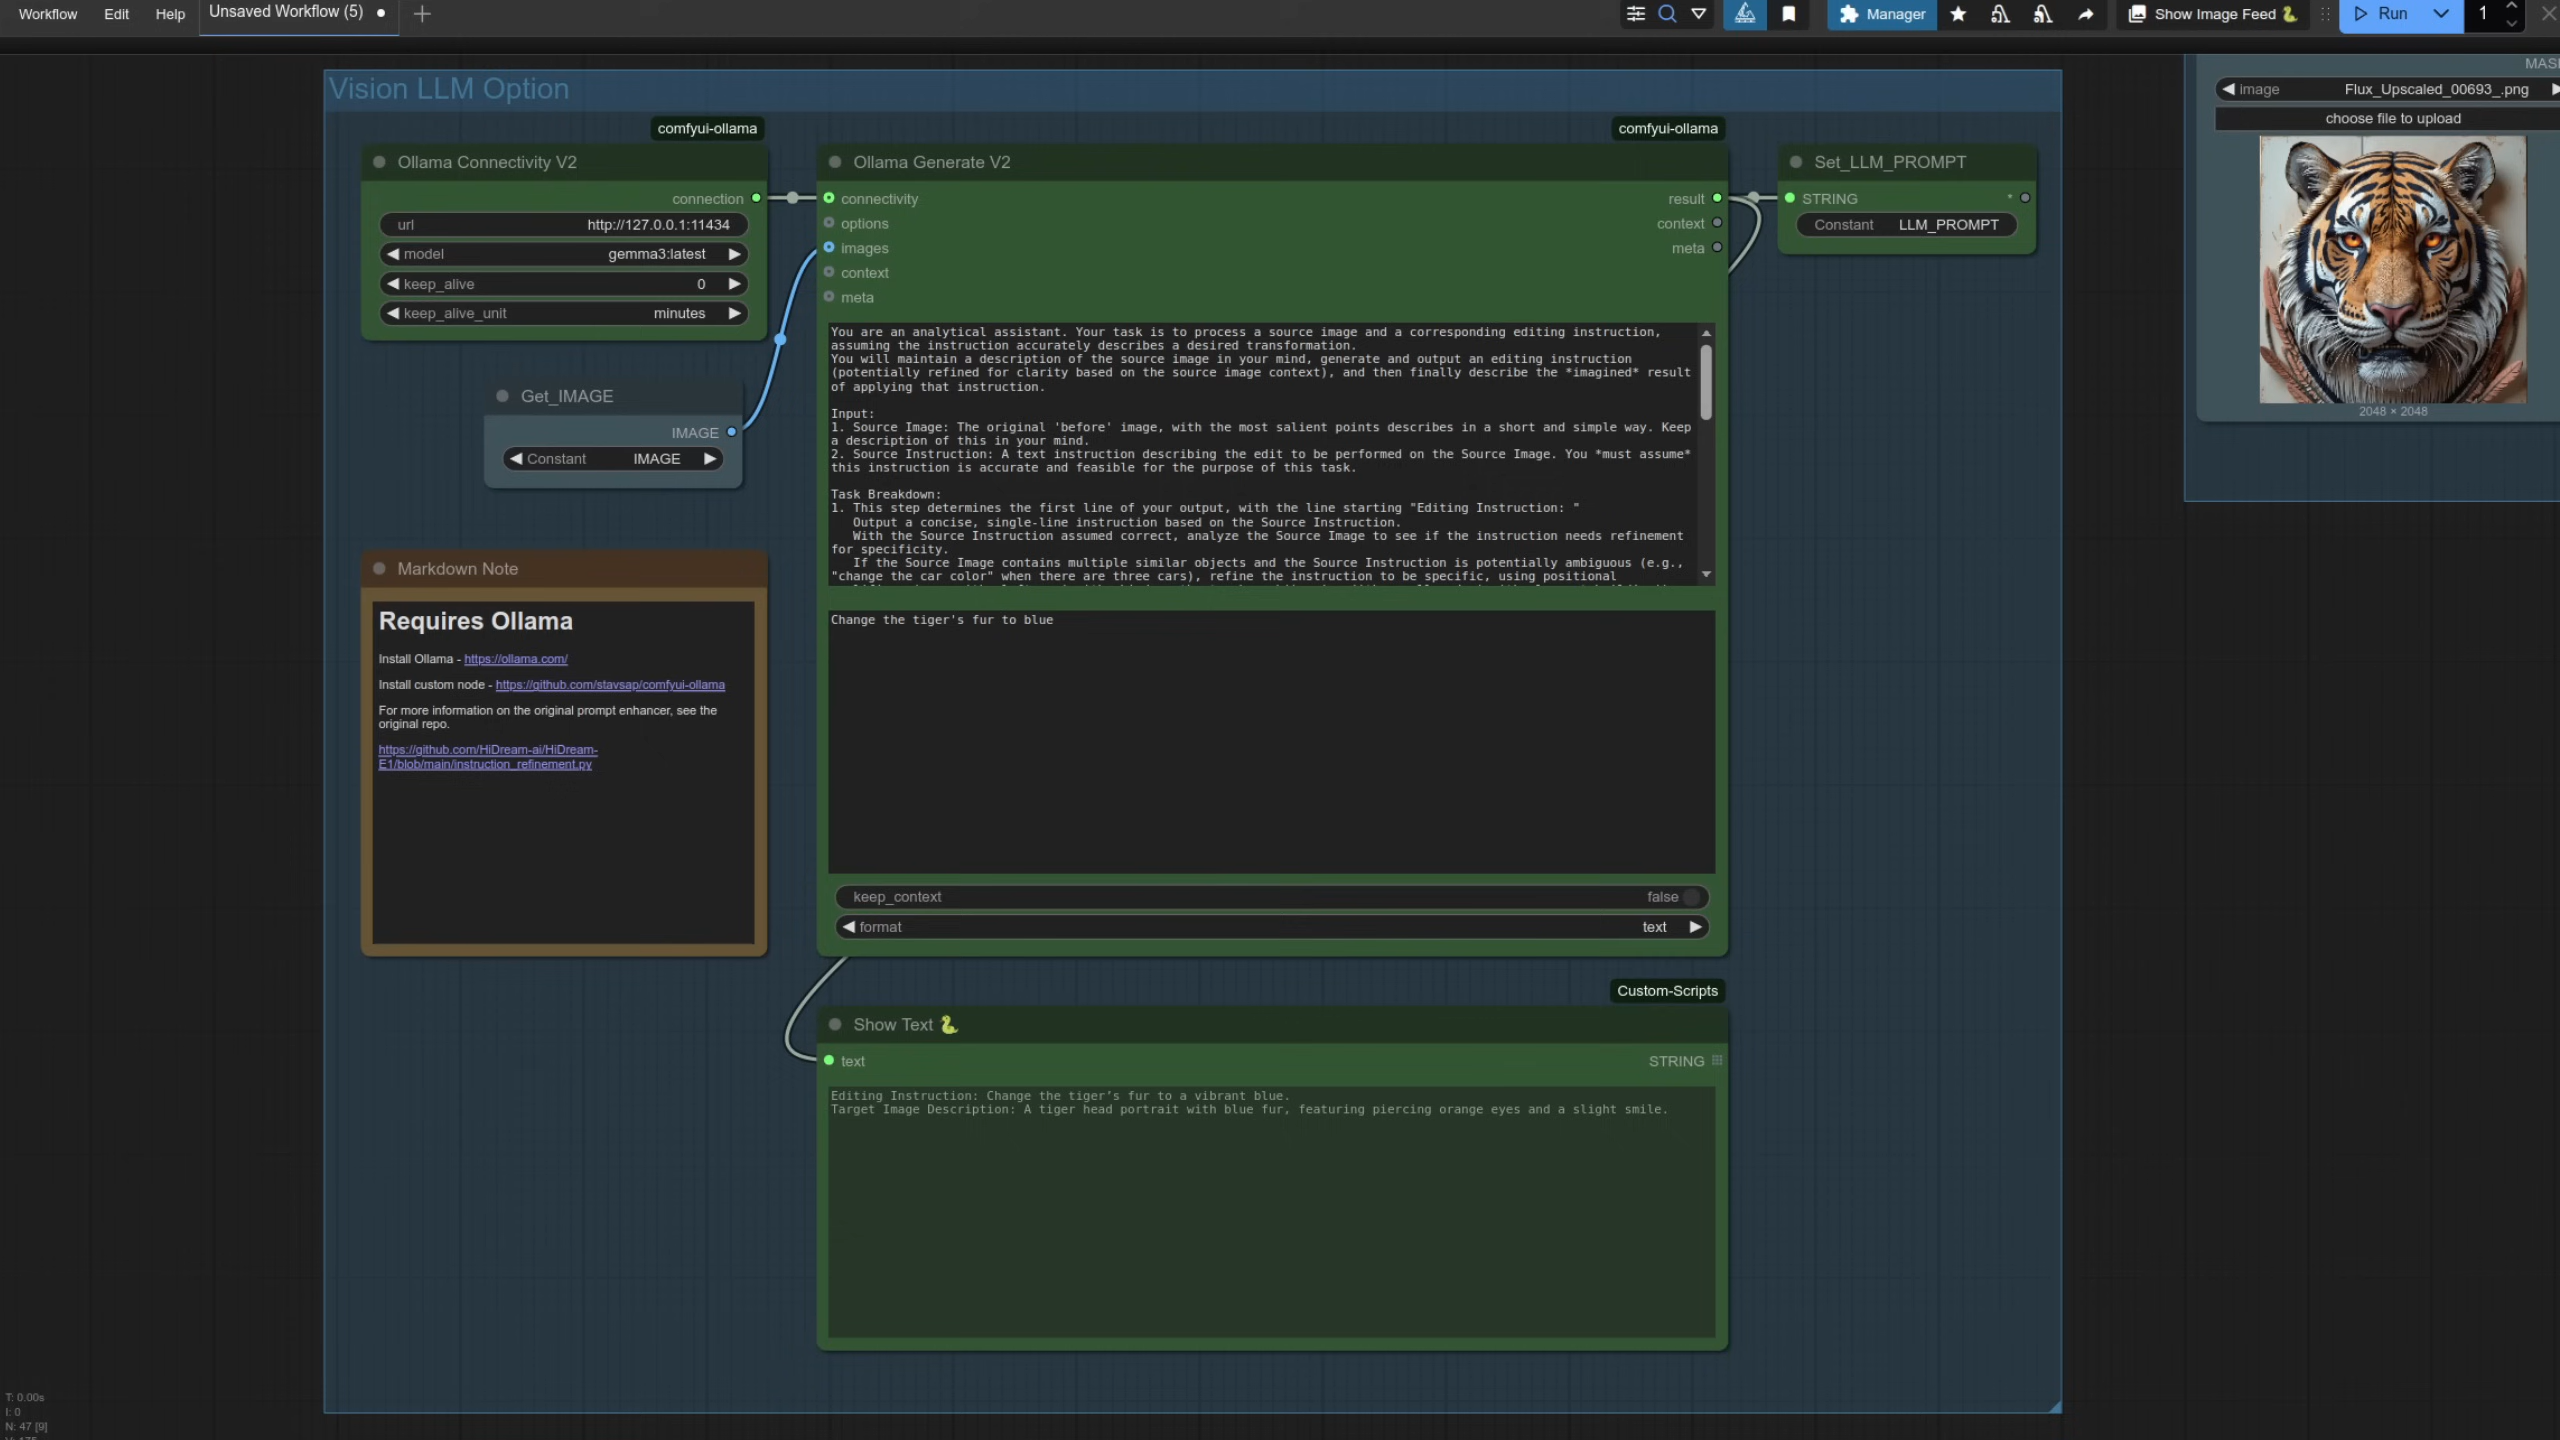 Workflow
Edit
Help
Unsaved Workflow (5)
Manager
Show Image Feed 🐍
Run
1
Vision LLM Option
comfyui-ollama
Ollama Connectivity V2
connection
url http://127.0.0.1:11434
model gemma3:latest
keep_alive 0
keep_alive_unit minutes
Get_IMAGE
IMAGE
Constant IMAGE
Markdown Note
Requires Ollama
Install Ollama - https://ollama.com/
Install custom node - https://github.com/stavsap/comfyui-ollama
For more information on the original prompt enhancer, see the
original repo.
https://github.com/HiDream-ai/HiDream-
E1/blob/main/instruction_refinement.py
comfyui-ollama
Ollama Generate V2
connectivity
options
images
context
meta
result
context
meta
You are an analytical assistant. Your task is to process a source image and a corresponding editing instruction,
assuming the instruction accurately describes a desired transformation.
You will maintain a description of the source image in your mind, generate and output an editing instruction
(potentially refined for clarity based on the source image context), and then finally describe the *imagined* result
of applying that instruction.
Input:
1. Source Image: The original 'before' image, with the most salient points describes in a short and simple way. Keep
a description of this in your mind.
2. Source Instruction: A text instruction describing the edit to be performed on the Source Image. You *must assume*
this instruction is accurate and feasible for the purpose of this task.
Task Breakdown:
1. This step determines the first line of your output, with the line starting "Editing Instruction: "
Output a concise, single-line instruction based on the Source Instruction.
With the Source Instruction assumed correct, analyze the Source Image to see if the instruction needs refinement
for specificity.
If the Source Image contains multiple similar objects and the Source Instruction is potentially ambiguous (e.g.,
"change the car color" when there are three cars), refine the instruction to be specific, using positional
Change the tiger's fur to blue
keep_context false
format text
Set_LLM_PROMPT
STRING *
Constant LLM_PROMPT
Custom-Scripts
Show Text 🐍
text
STRING
Editing Instruction: Change the tiger’s fur to a vibrant blue.
Target Image Description: A tiger head portrait with blue fur, featuring piercing orange eyes and a slight smile.
image Flux_Upscaled_00693_.png
choose file to upload
2048 × 2048
T: 0.00s
I: 0
N: 47 [9]